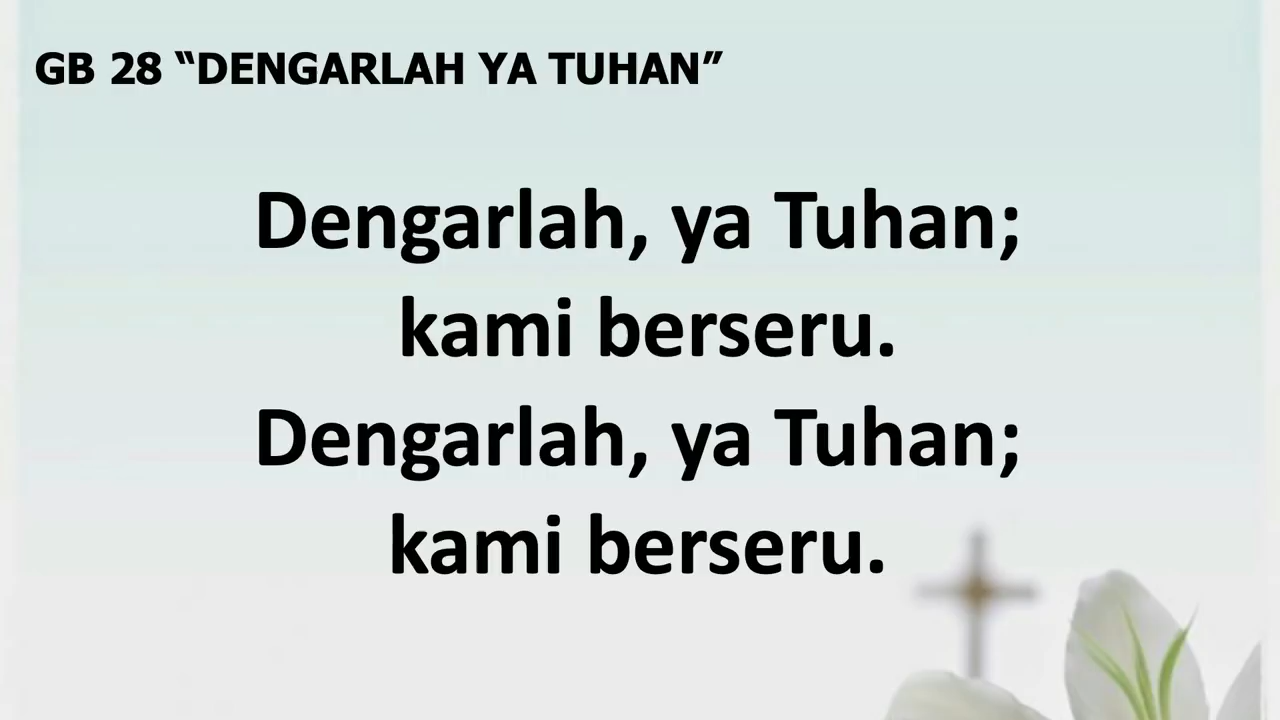 GB 28 “DENGARLAH YA TUHAN”
Dengarlah, ya Tuhan;
kami berseru.
Dengarlah, ya Tuhan;
kami berseru.